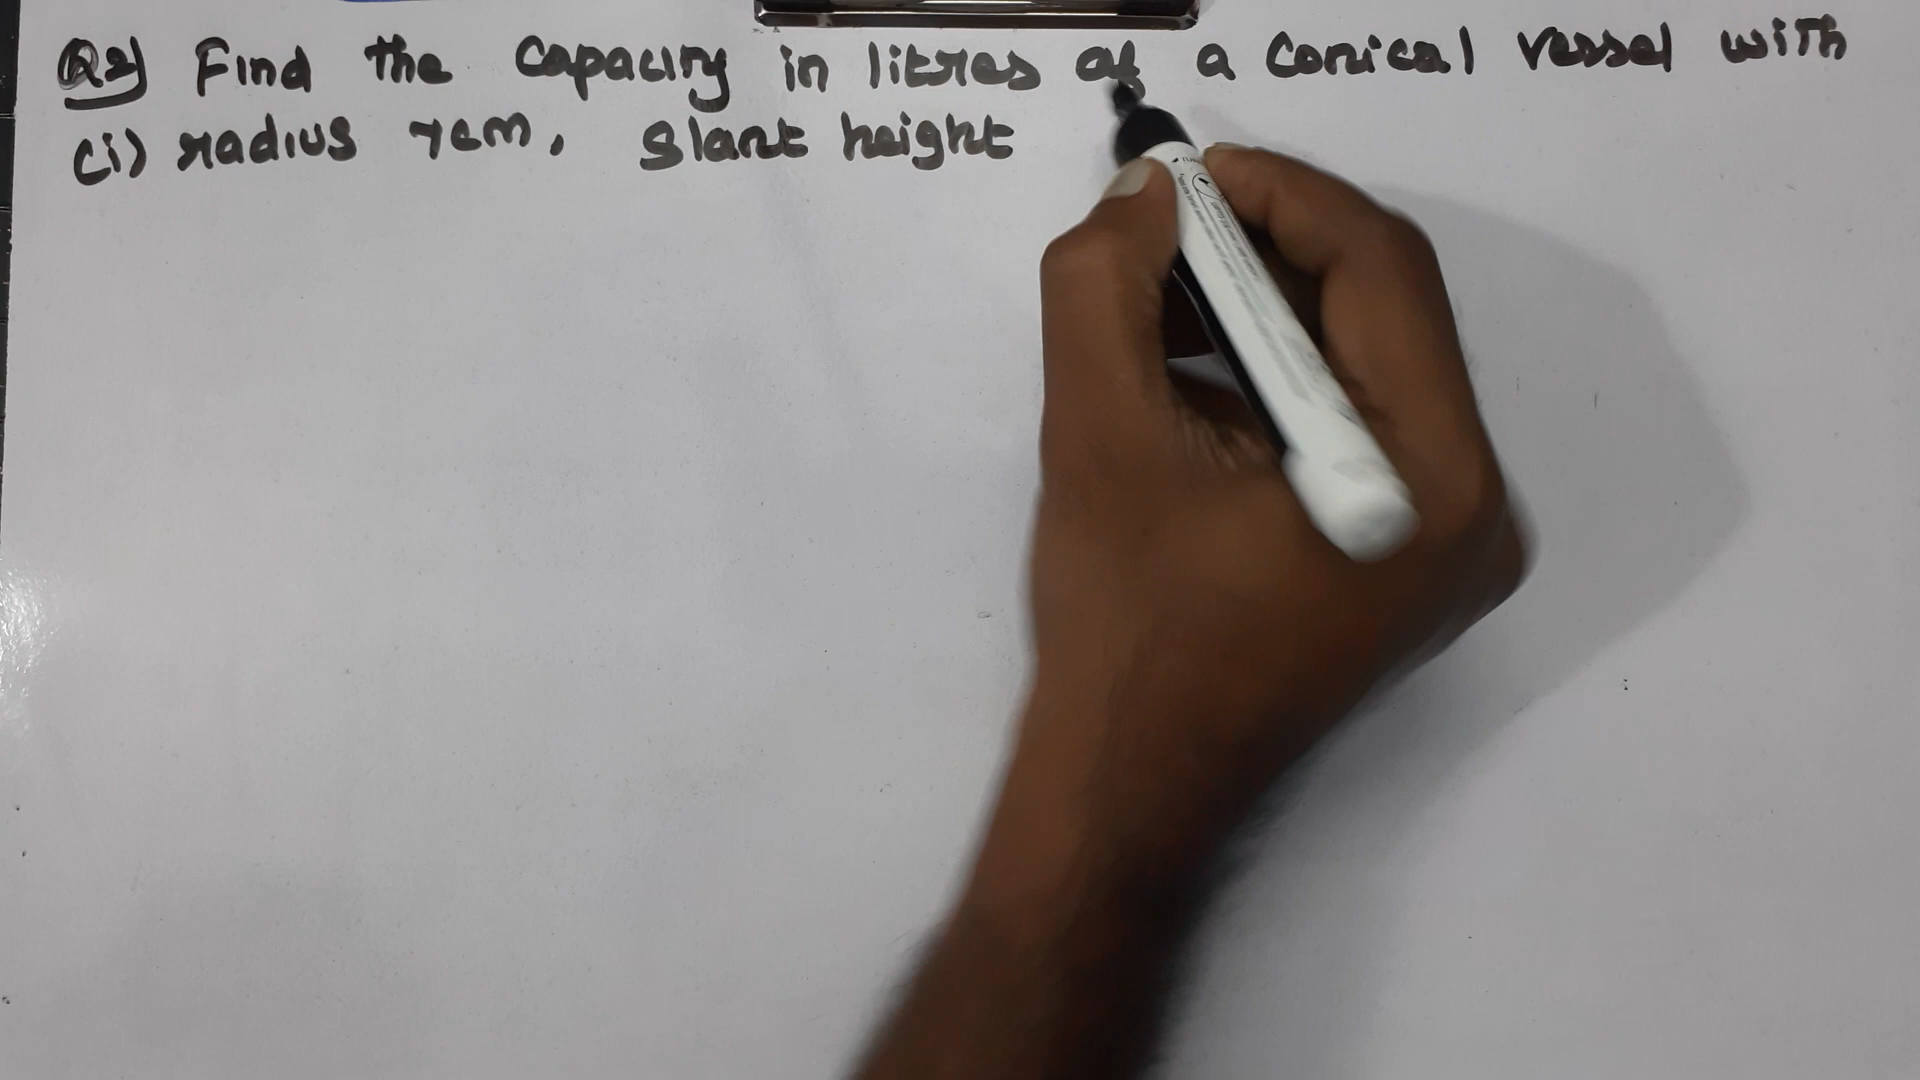 Q2) Find the capacity in litres of a conical vessel with
(i) radius 7cm, slant height